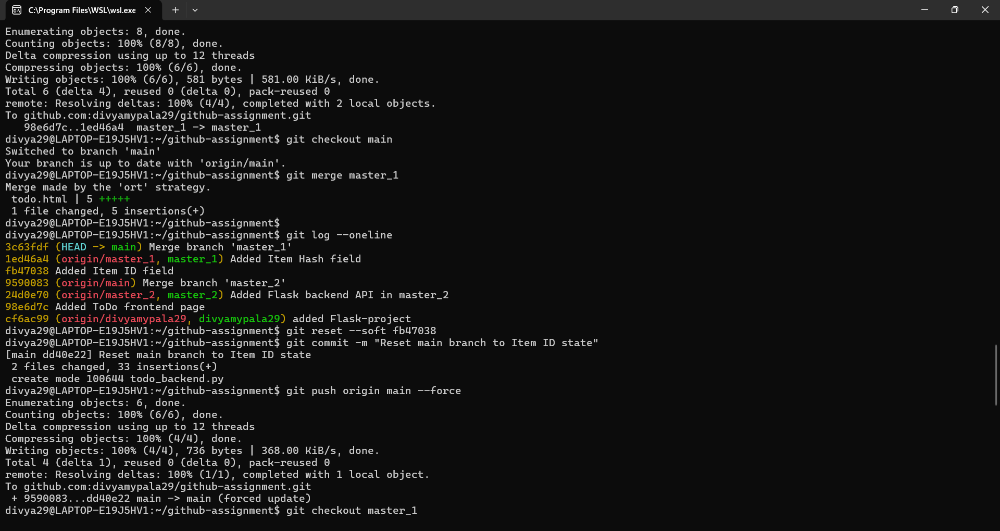 C:\Program Files\WSL\wsl.exe
Enumerating objects: 8, done.
Counting objects: 100% (8/8), done.
Delta compression using up to 12 threads
Compressing objects: 100% (6/6), done.
Writing objects: 100% (6/6), 581 bytes | 581.00 KiB/s, done.
Total 6 (delta 4), reused 0 (delta 0), pack-reused 0
remote: Resolving deltas: 100% (4/4), completed with 2 local objects.
To github.com:divyamypala29/github-assignment.git
   98e6d7c..1ed46a4  master_1 -> master_1
divya29@LAPTOP-E19J5HV1:~/github-assignment$ git checkout main
Switched to branch 'main'
Your branch is up to date with 'origin/main'.
divya29@LAPTOP-E19J5HV1:~/github-assignment$ git merge master_1
Merge made by the 'ort' strategy.
 todo.html | 5 +++++
 1 file changed, 5 insertions(+)
divya29@LAPTOP-E19J5HV1:~/github-assignment$
divya29@LAPTOP-E19J5HV1:~/github-assignment$ git log --oneline
3c63fdf (HEAD -> main) Merge branch 'master_1'
1ed46a4 (origin/master_1, master_1) Added Item Hash field
fb47038 Added Item ID field
9590083 (origin/main) Merge branch 'master_2'
24d0e70 (origin/master_2, master_2) Added Flask backend API in master_2
98e6d7c Added ToDo frontend page
cf6ac99 (origin/divyamypala29, divyamypala29) added Flask-project
divya29@LAPTOP-E19J5HV1:~/github-assignment$ git reset --soft fb47038
divya29@LAPTOP-E19J5HV1:~/github-assignment$ git commit -m "Reset main branch to Item ID state"
[main dd40e22] Reset main branch to Item ID state
 2 files changed, 33 insertions(+)
 create mode 100644 todo_backend.py
divya29@LAPTOP-E19J5HV1:~/github-assignment$ git push origin main --force
Enumerating objects: 6, done.
Counting objects: 100% (6/6), done.
Delta compression using up to 12 threads
Compressing objects: 100% (4/4), done.
Writing objects: 100% (4/4), 736 bytes | 368.00 KiB/s, done.
Total 4 (delta 1), reused 0 (delta 0), pack-reused 0
remote: Resolving deltas: 100% (1/1), completed with 1 local object.
To github.com:divyamypala29/github-assignment.git
 + 9590083...dd40e22 main -> main (forced update)
divya29@LAPTOP-E19J5HV1:~/github-assignment$ git checkout master_1